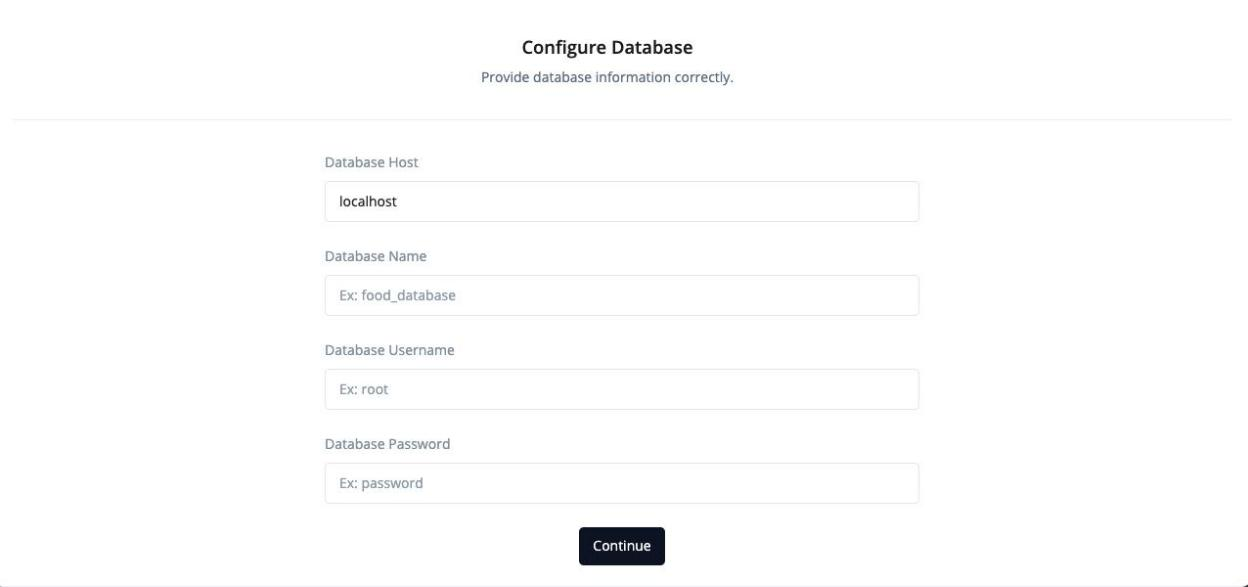 Configure Database
Provide database information correctly.
Database Host
localhost
Database Name
Ex: food_database
Database Username
Ex: root
Database Password
Ex: password
Continue